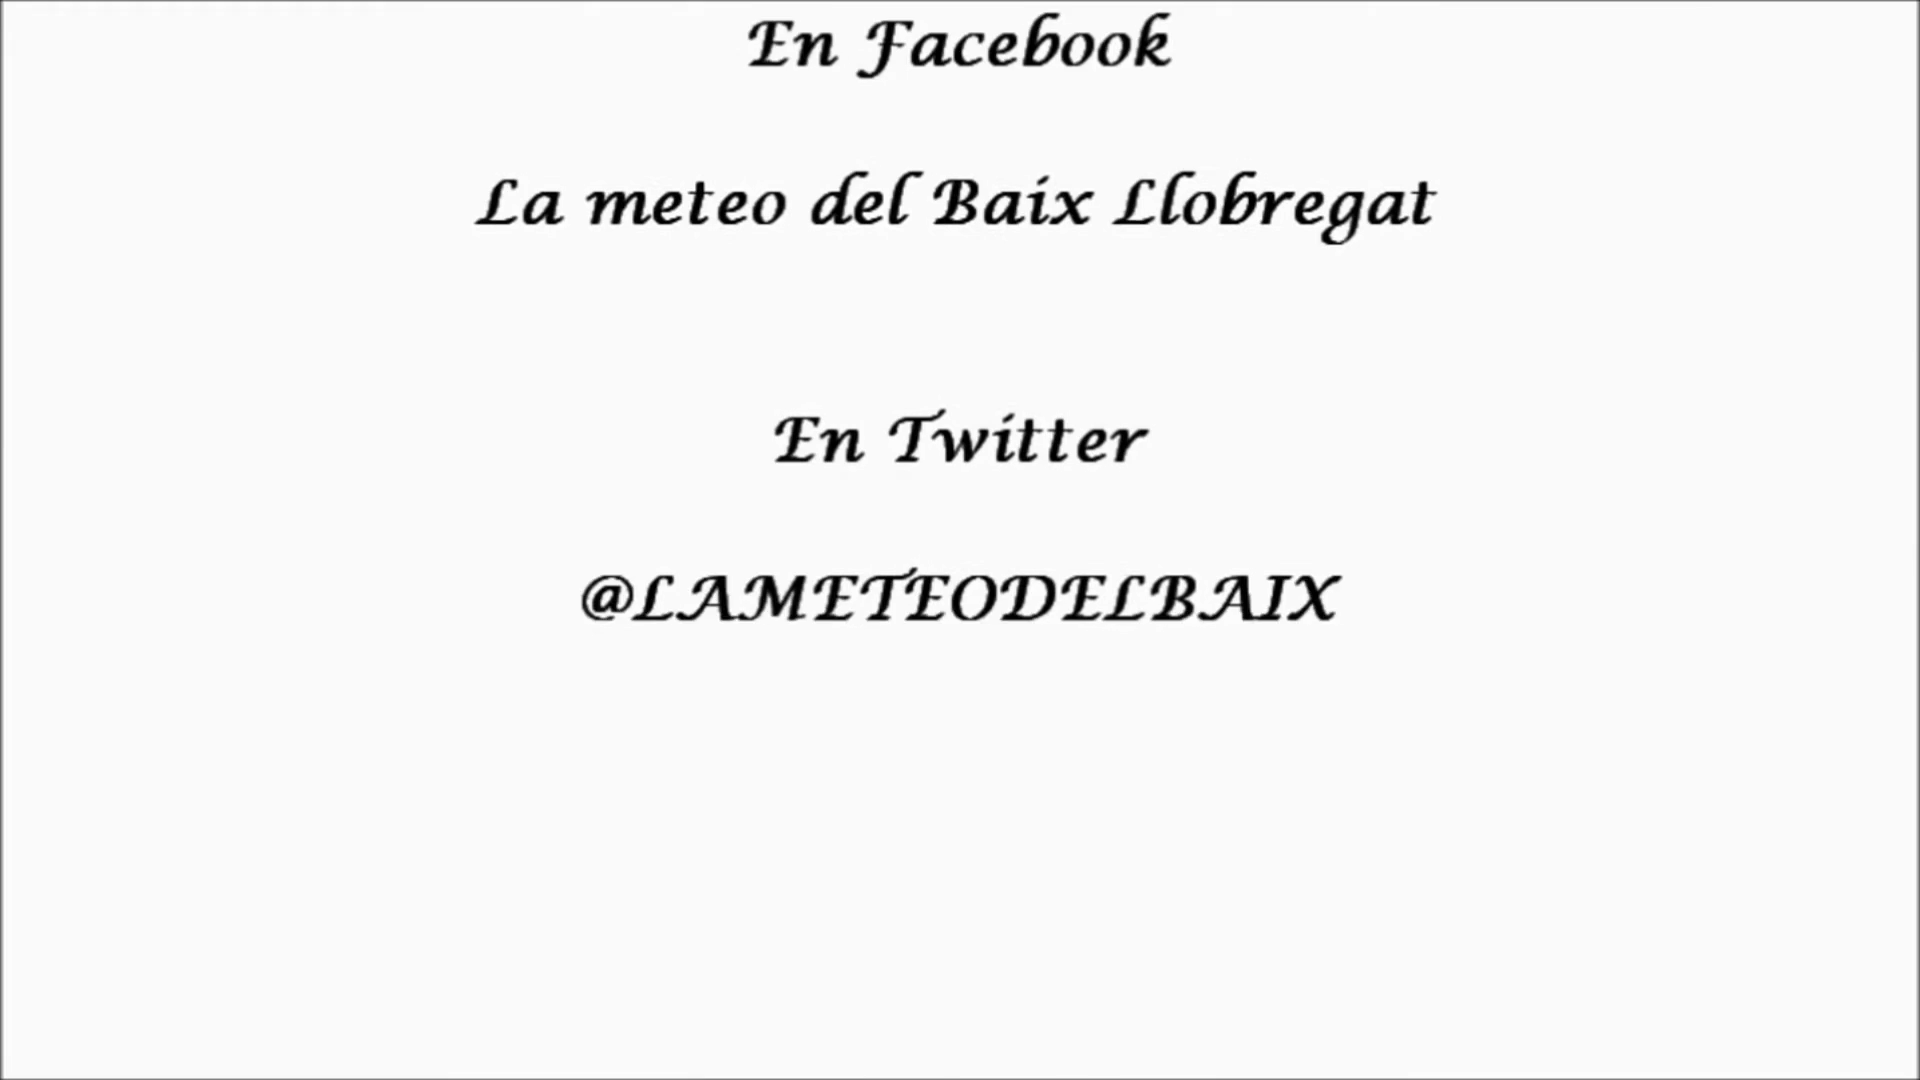 En Facebook
La meteo del Baix Llobregat
En Twitter
@LAMETEODELBAIX